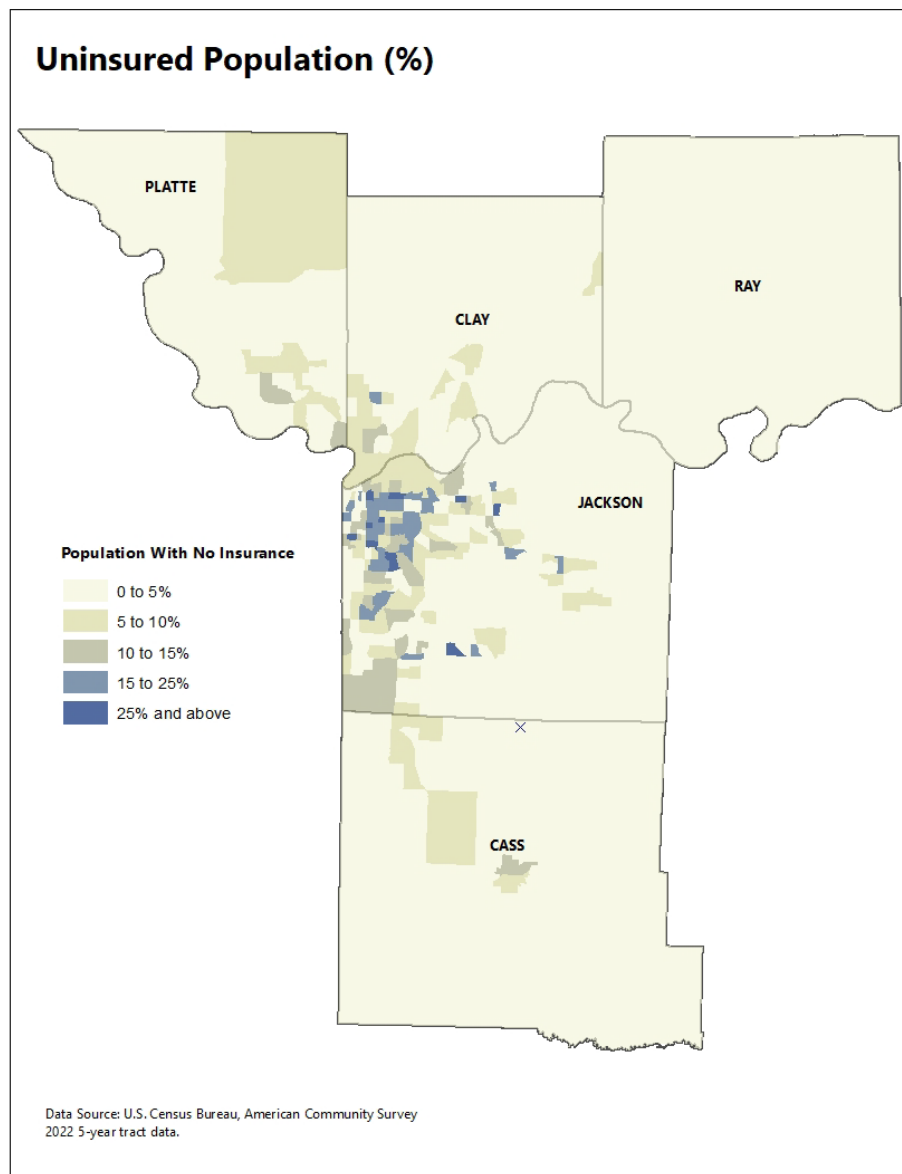 Uninsured Population (%)
PLATTE
RAY
CLAY
JACKSON
Population With No Insurance
0 to 5%
5 to 10%
10 to 15%
15 to 25%
25% and above
CASS
Data Source: U.S. Census Bureau, American Community Survey
2022 5-year tract data.